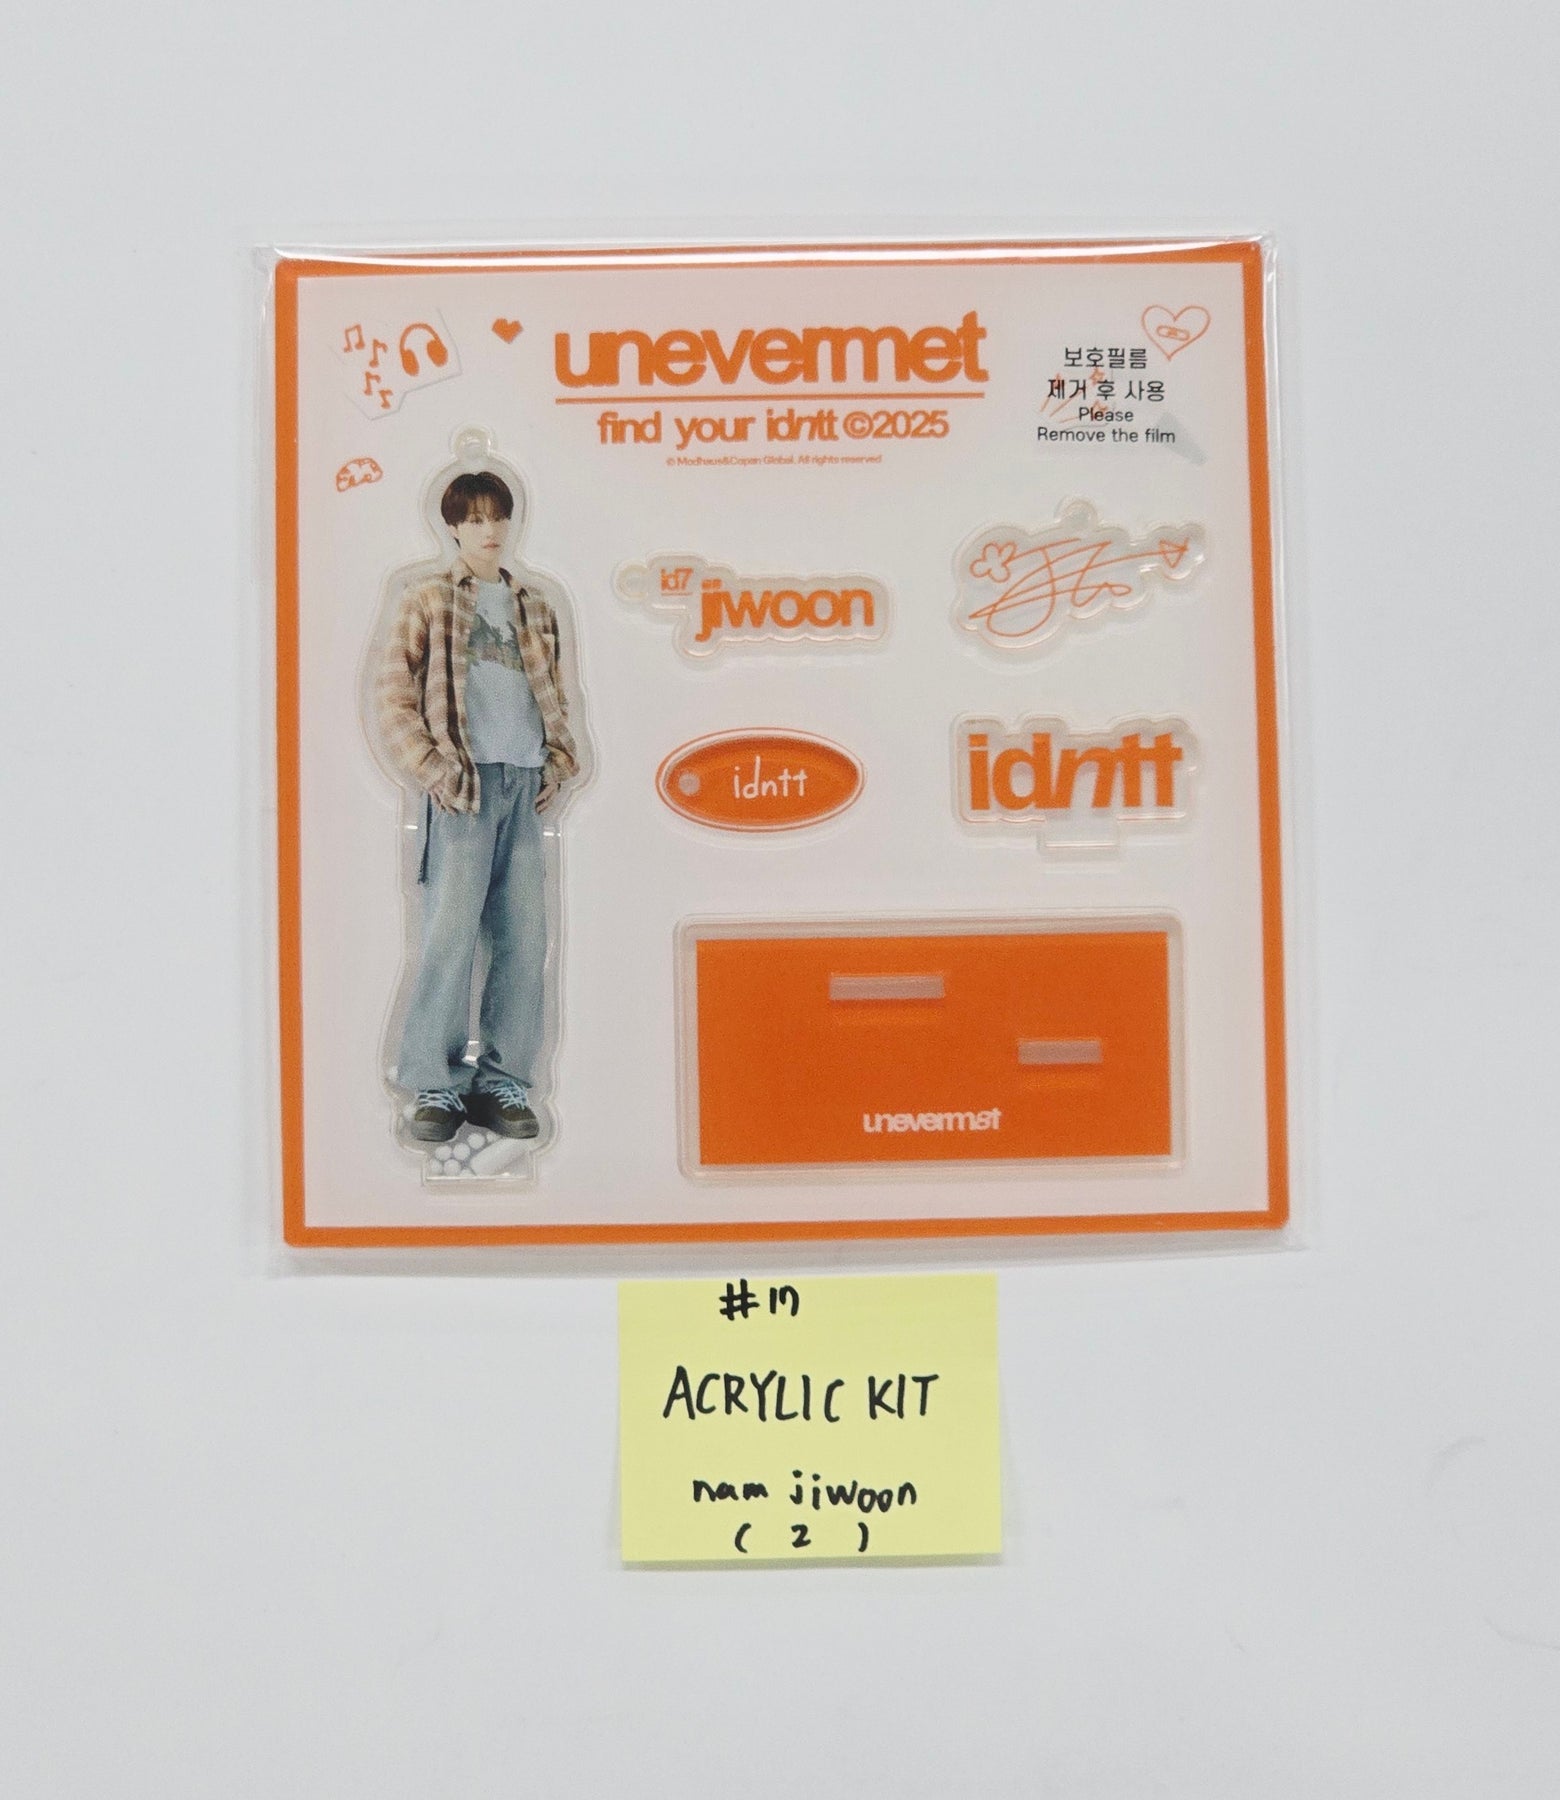 unevermet
find your idntt ©2025
© Modhaus&Capan Global. All rights reserved
보호필름
제거 후 사용
Please
Remove the film
id7
jiwoon
idntt
idntt
unevermet
#17
ACRYLIC KIT
nam jiwoon
( 2 )